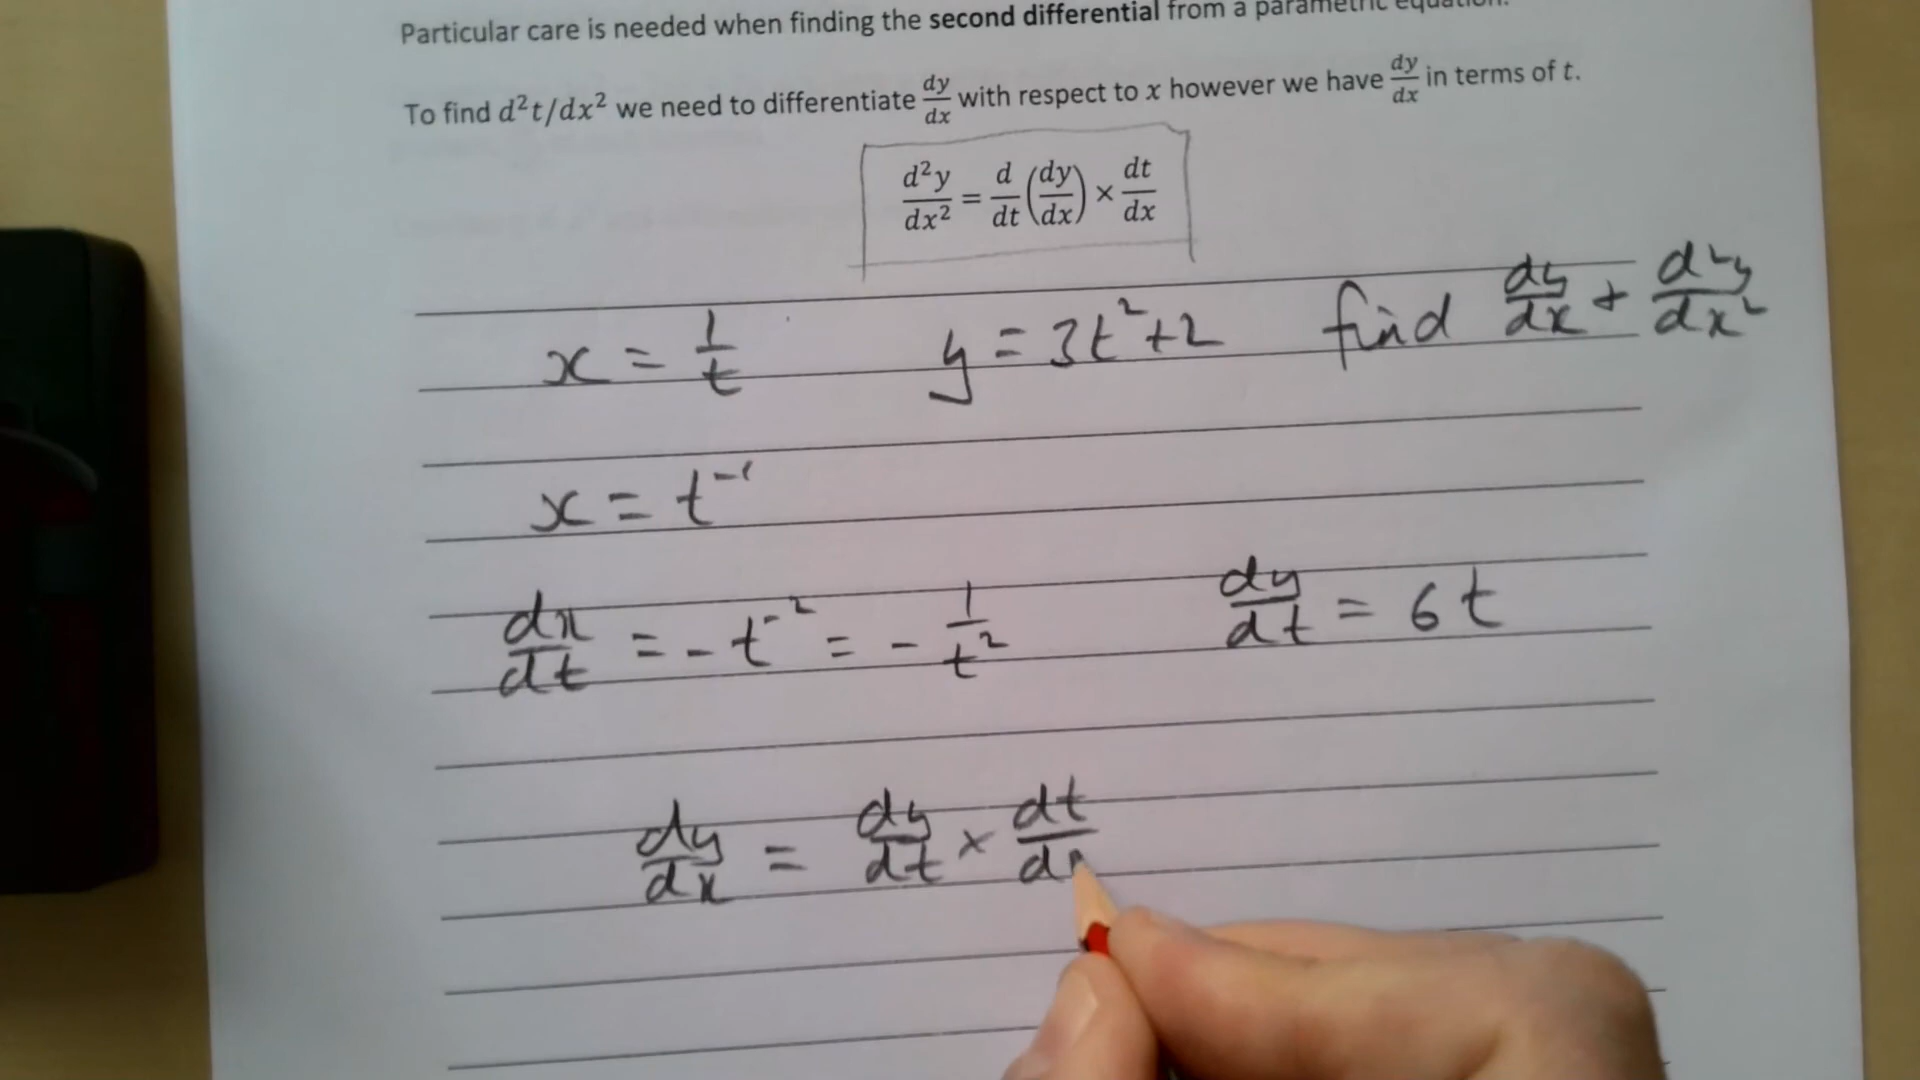 Particular care is needed when finding the second differential from a parametric equation.
To find d²t/dx² we need to differentiate dy/dx with respect to x however we have dy/dx in terms of t.
d²y/dx² = d/dt (dy/dx) × dt/dx
x = 1/t y = 3t² + 2 find dy/dx + d²y/dx²
x = t⁻¹
dx/dt = - t⁻² = - 1/t² dy/dt = 6t
dy/dx = dy/dt × dt/d